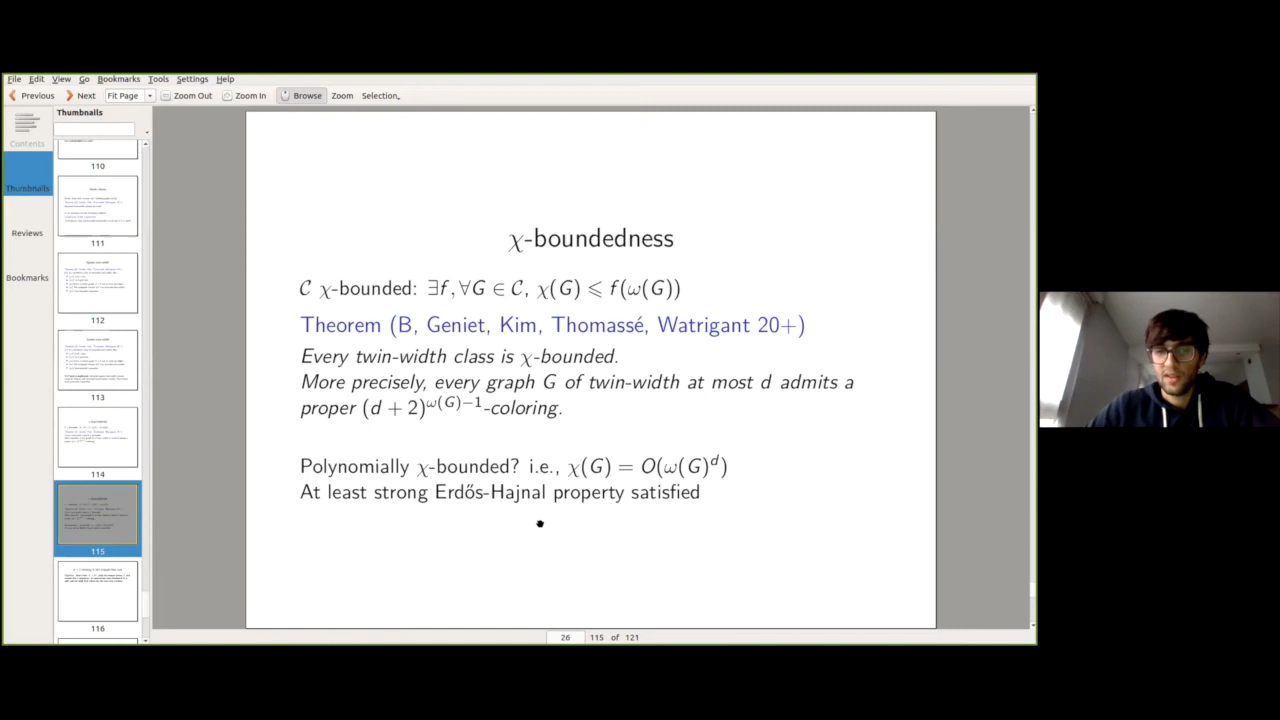 File Edit View Go Bookmarks Tools Settings Help
Previous Next Fit Page Zoom Out Zoom In Browse Zoom Selection
Thumbnails
Contents
Thumbnails
Reviews
Bookmarks
110
111
112
113
114
115
116
χ-boundedness
C χ-bounded: ∃f, ∀G ∈ C, χ(G) ⩽ f(ω(G))
Theorem (B, Geniet, Kim, Thomassé, Watrigant 20+)
Every twin-width class is χ-bounded.
More precisely, every graph G of twin-width at most d admits a
proper (d + 2)^{ω(G)−1}-coloring.
Polynomially χ-bounded? i.e., χ(G) = O(ω(G)^d)
At least strong Erdős-Hajnal property satisfied
26 115 of 121